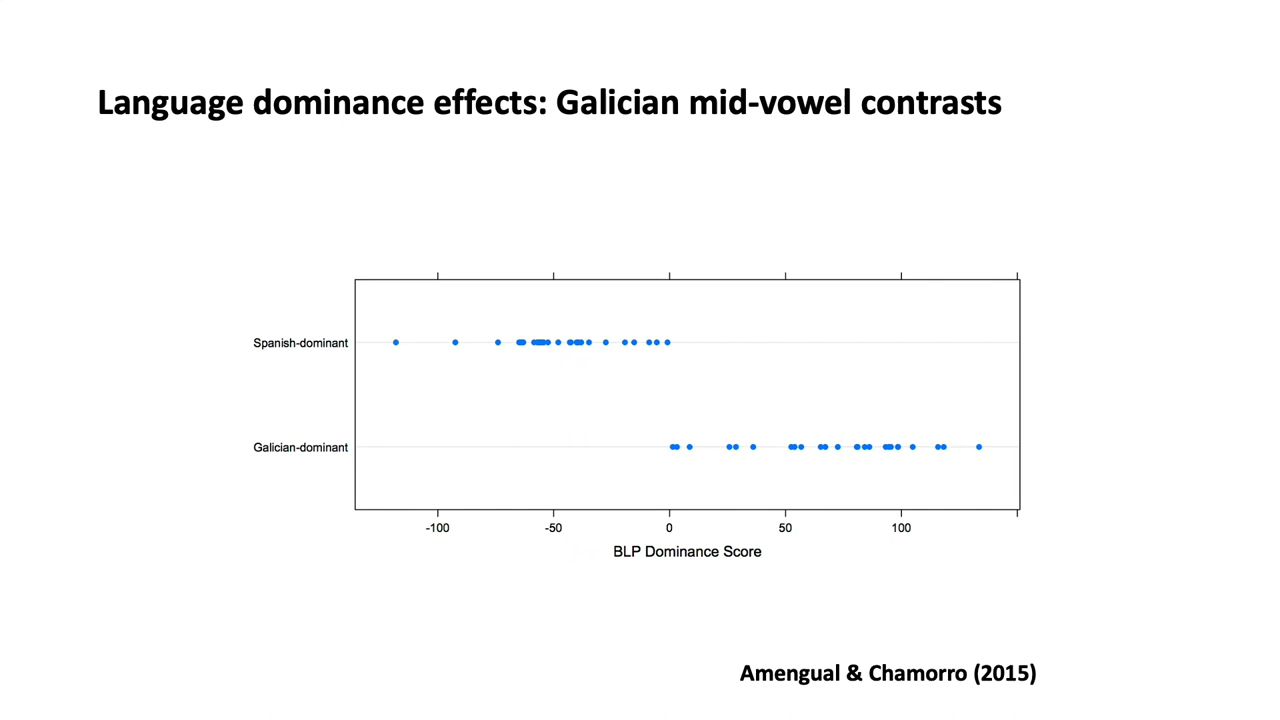 Language dominance effects: Galician mid-vowel contrasts
Spanish-dominant
Galician-dominant
-100 -50 0 50 100
BLP Dominance Score
Amengual & Chamorro (2015)